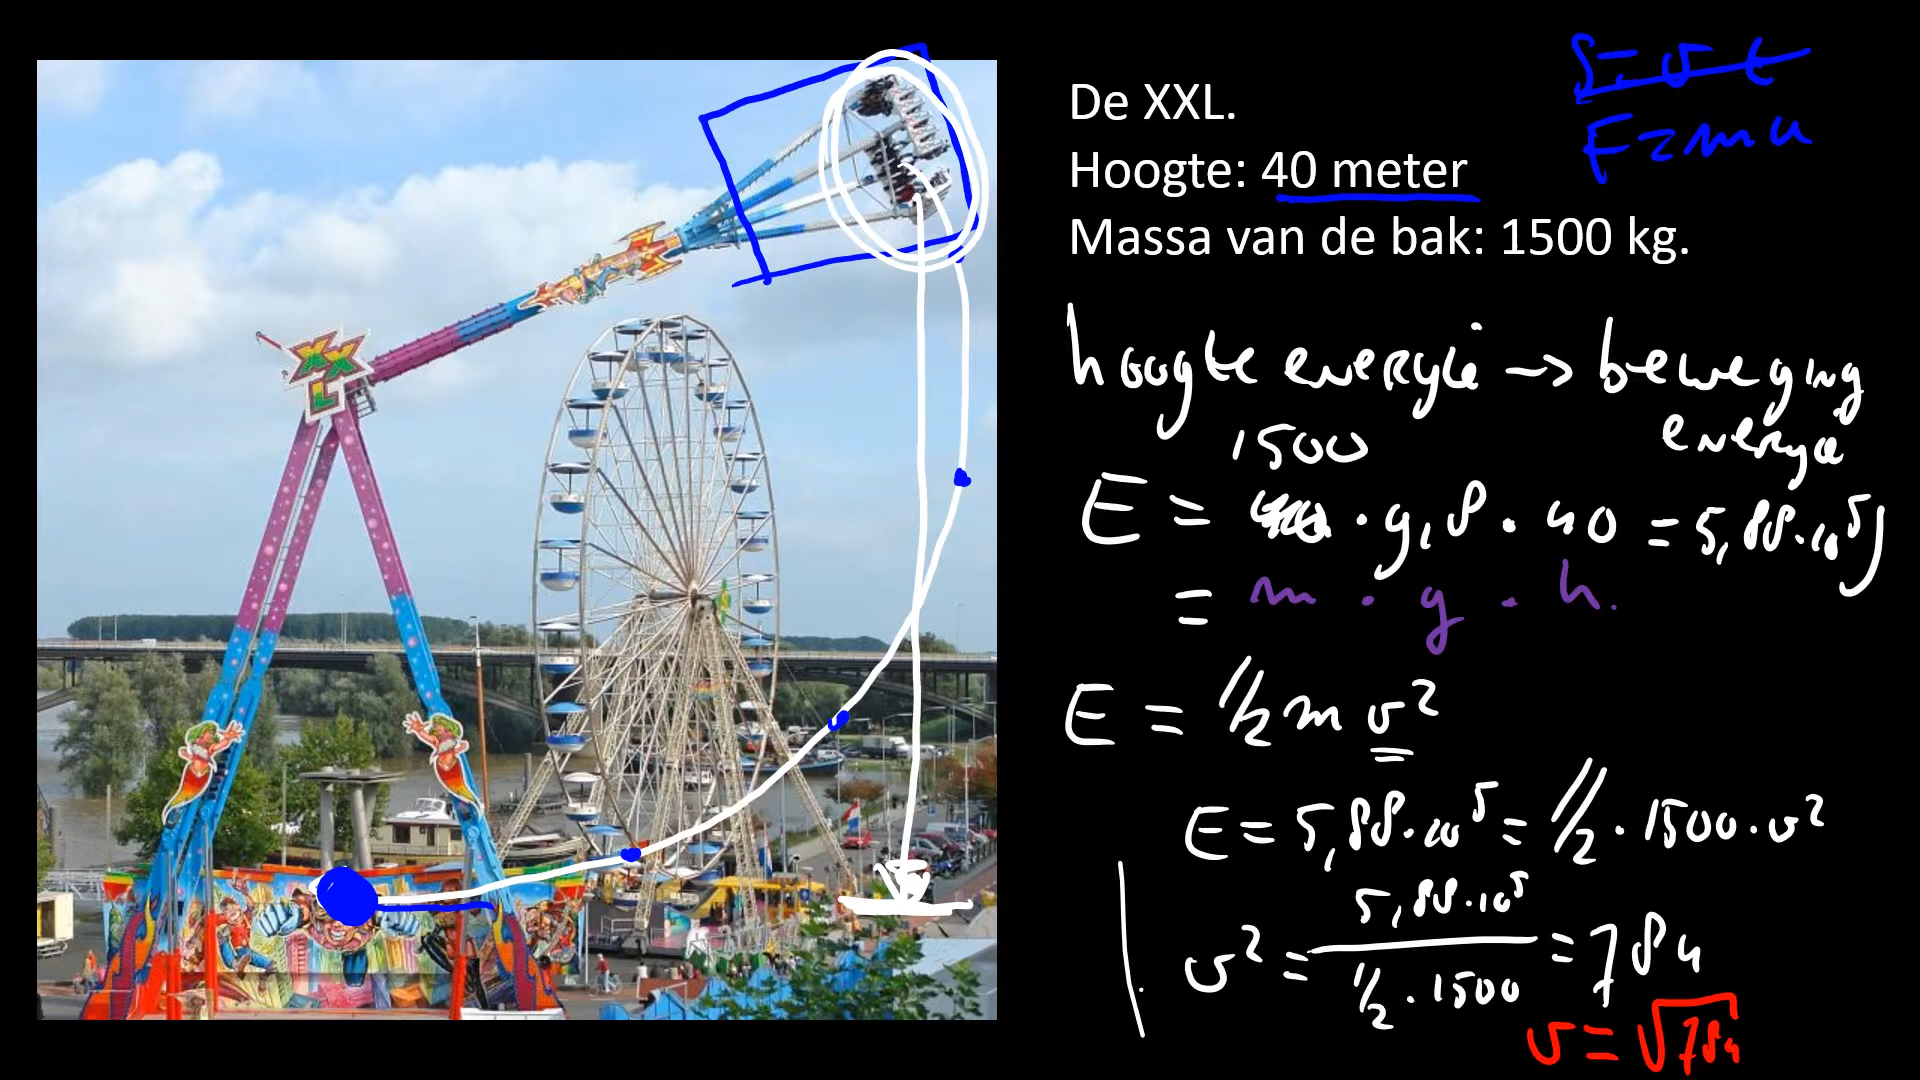 De XXL.
Hoogte: 40 meter
Massa van de bak: 1500 kg.
S = v t
F = m a
XXL
hoogte energie → beweging
energie
1500
E = 40 · 9,8 · 40 = 5,88·10⁵ J
= m · g · h.
E = 1/2 m v²
E = 5,88·10⁵ = 1/2 · 1500 · v²
v² = 5,88·10⁵ / 1/2 · 1500 = 784
v = √784